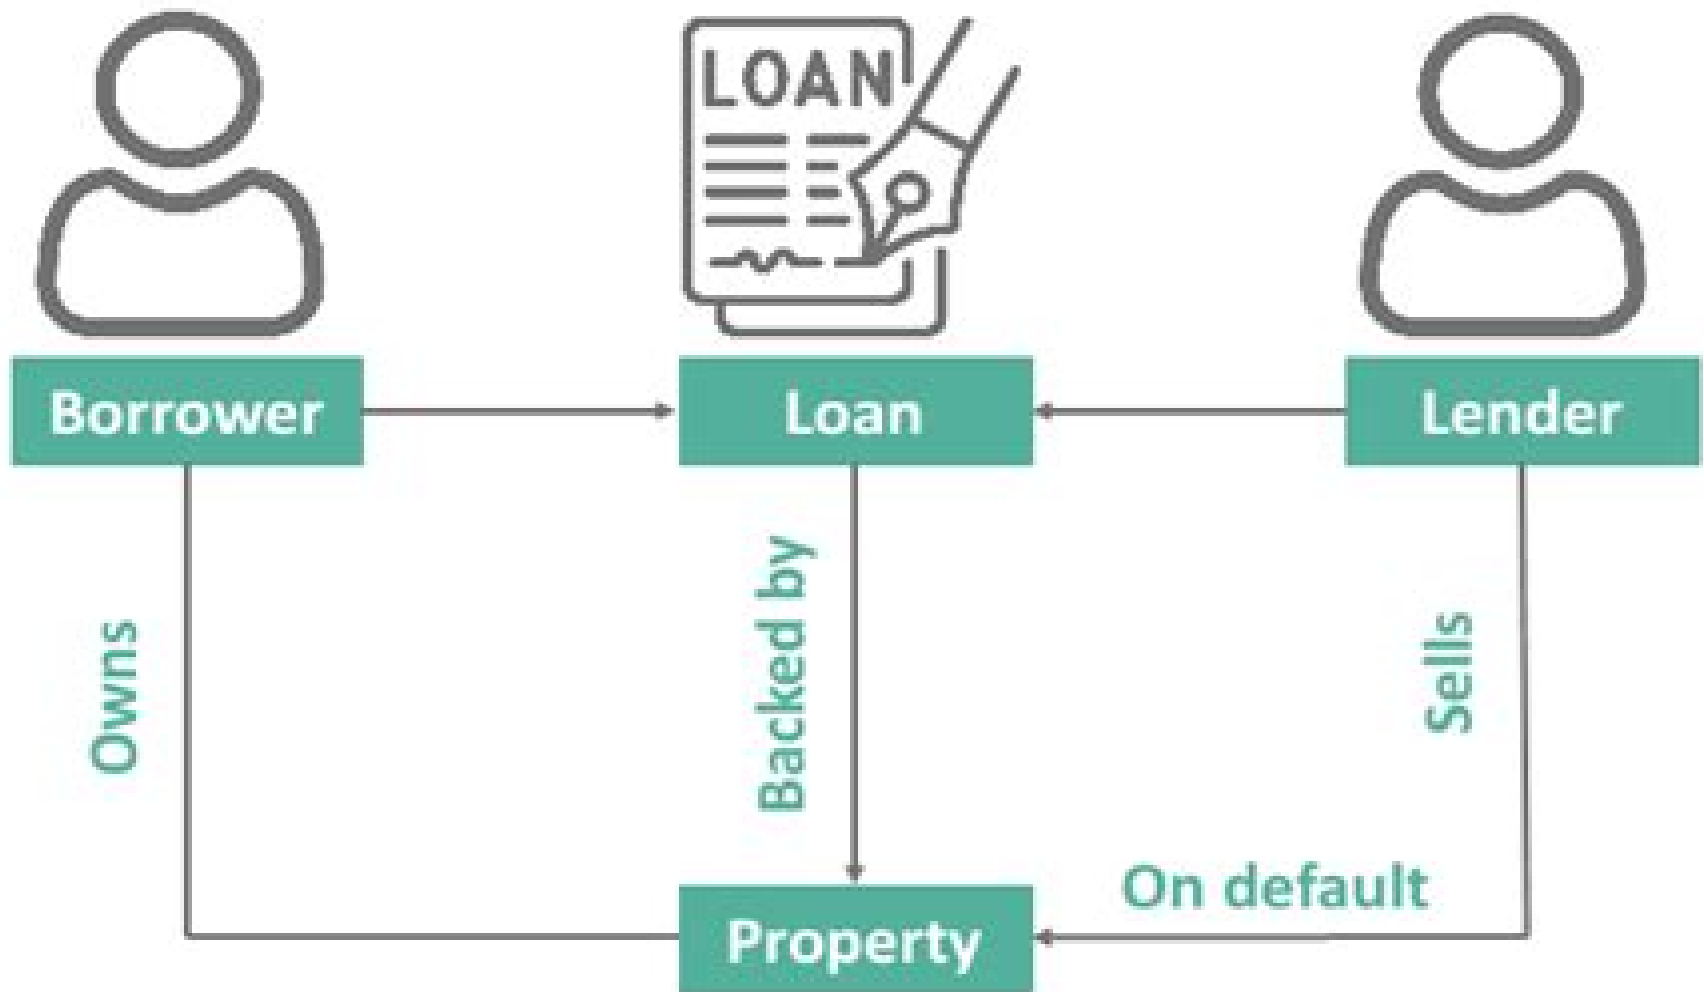 LOAN
Borrower
Loan
Lender
Owns
Backed by
Sells
On default
Property